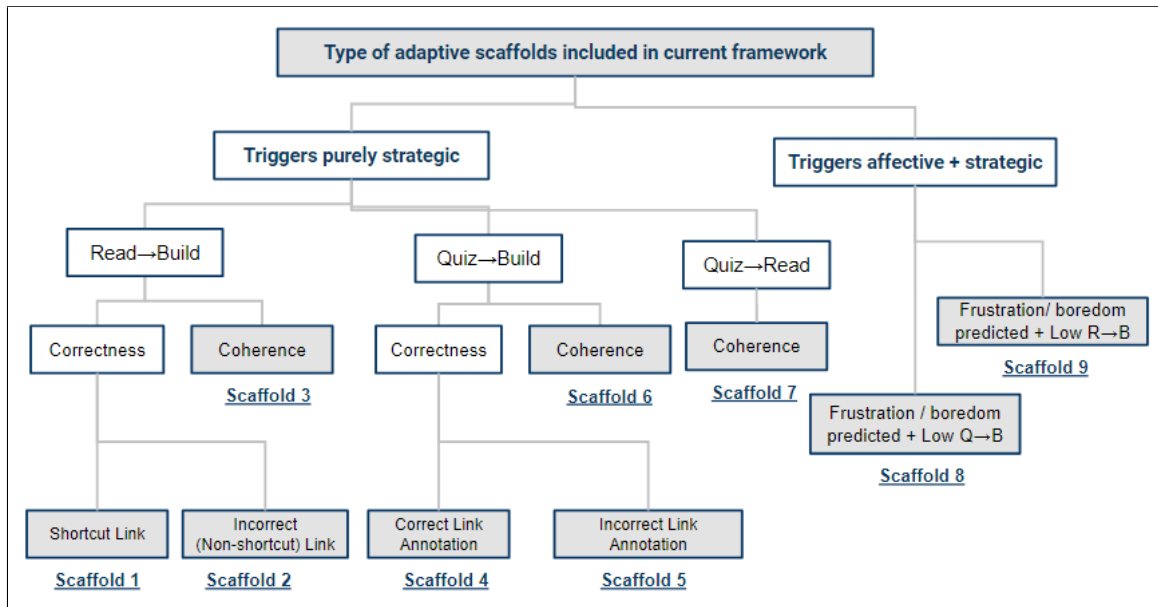 Type of adaptive scaffolds included in current framework
Triggers purely strategic
Triggers affective + strategic
Read→Build
Quiz→Build
Quiz→Read
Correctness
Coherence
Scaffold 3
Correctness
Coherence
Scaffold 6
Coherence
Scaffold 7
Frustration/ boredom
predicted + Low R→B
Scaffold 9
Frustration / boredom
predicted + Low Q→B
Scaffold 8
Shortcut Link
Scaffold 1
Incorrect
(Non-shortcut) Link
Scaffold 2
Correct Link
Annotation
Scaffold 4
Incorrect Link
Annotation
Scaffold 5